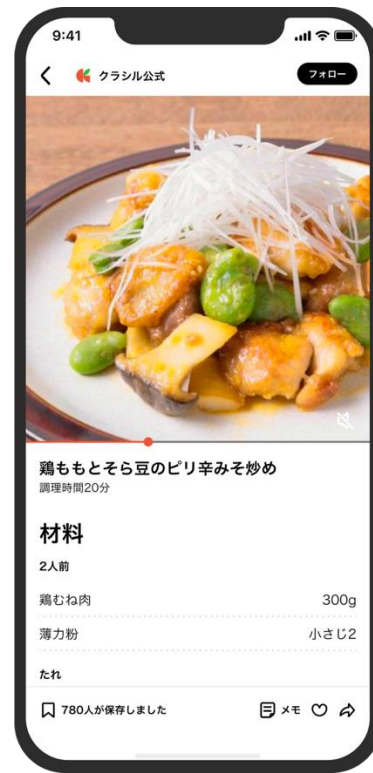 9:41
クラシル公式
フォロー
鶏ももとそら豆のピリ辛みそ炒め
調理時間20分
材料
2人前
鶏むね肉 300g
薄力粉 小さじ2
たれ
780人が保存しました メモ